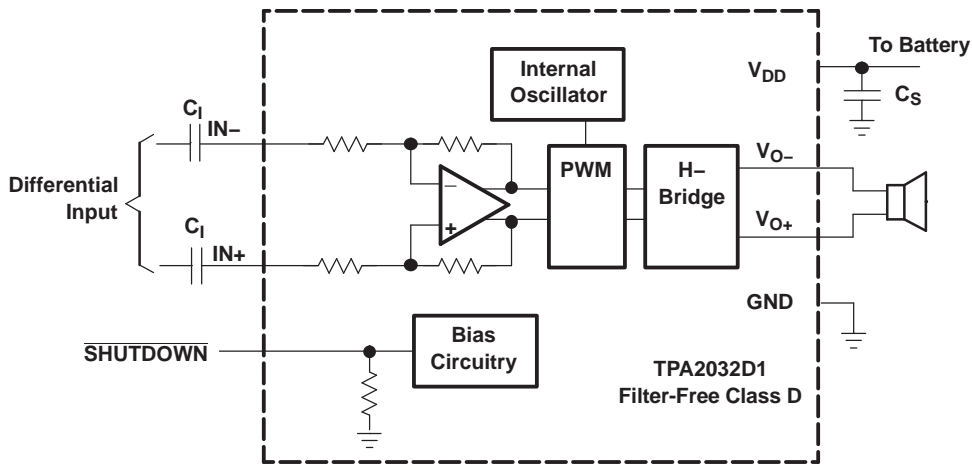 To Battery
Internal
Oscillator
V_DD
C_S
C_I
IN−
Differential
Input
−
+
PWM
H−
Bridge
V_O−
V_O+
C_I
IN+
GND
SHUTDOWN
Bias
Circuitry
TPA2032D1
Filter-Free Class D